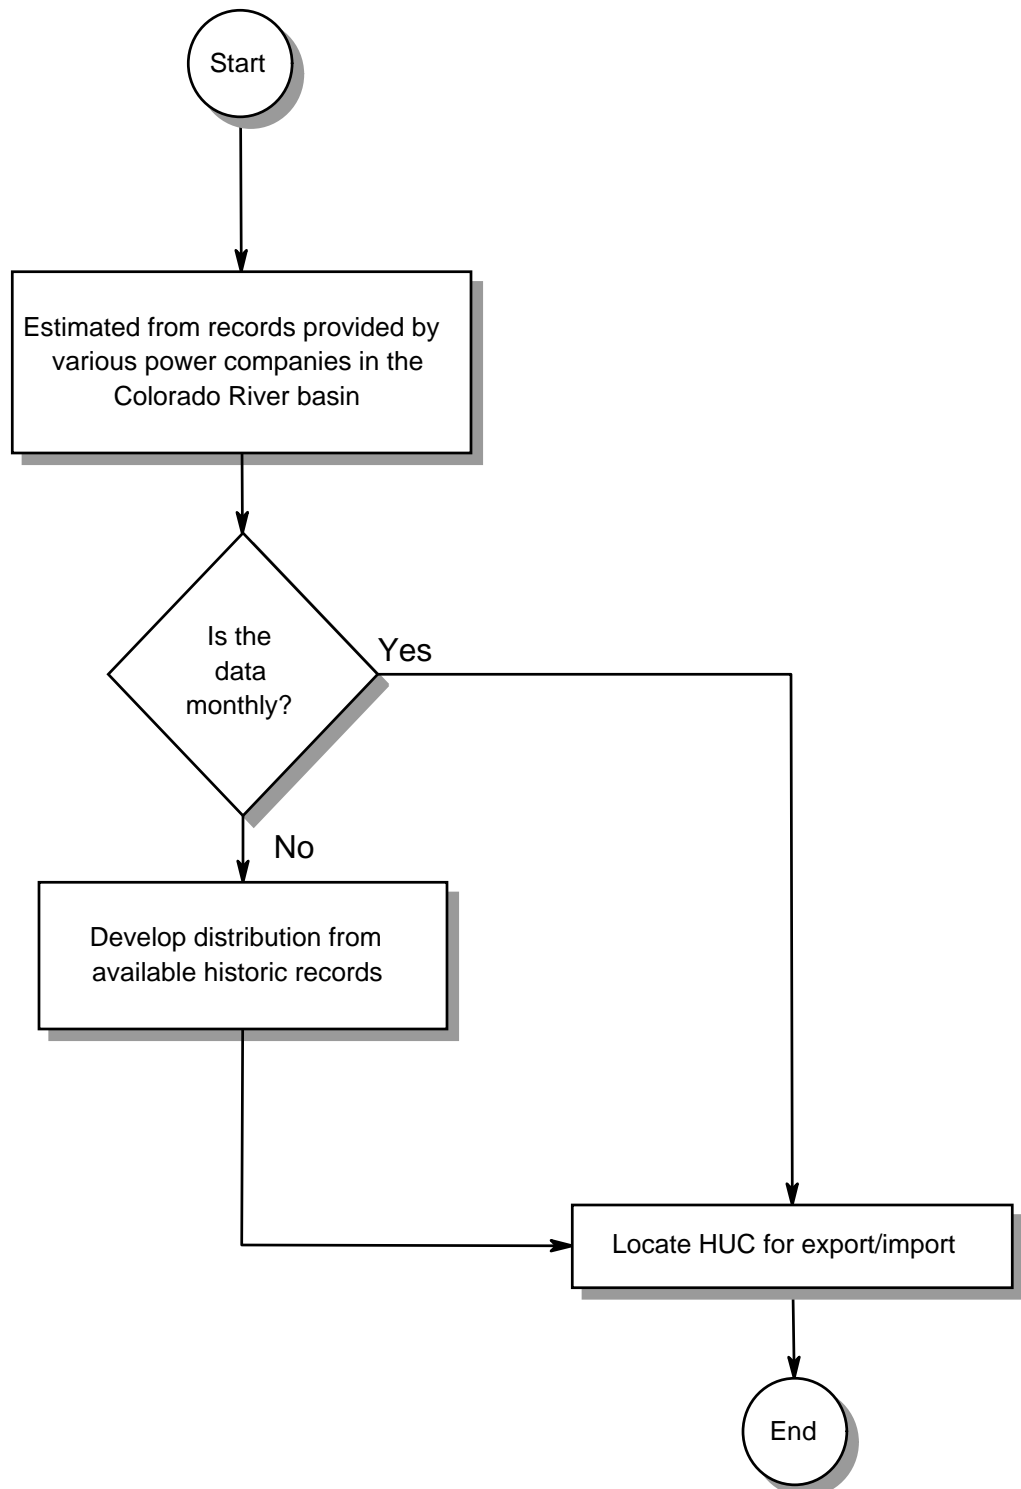 Start
Estimated from records provided by
various power companies in the
Colorado River basin
Is the
data
monthly?
Yes
No
Develop distribution from
available historic records
Locate HUC for export/import
End